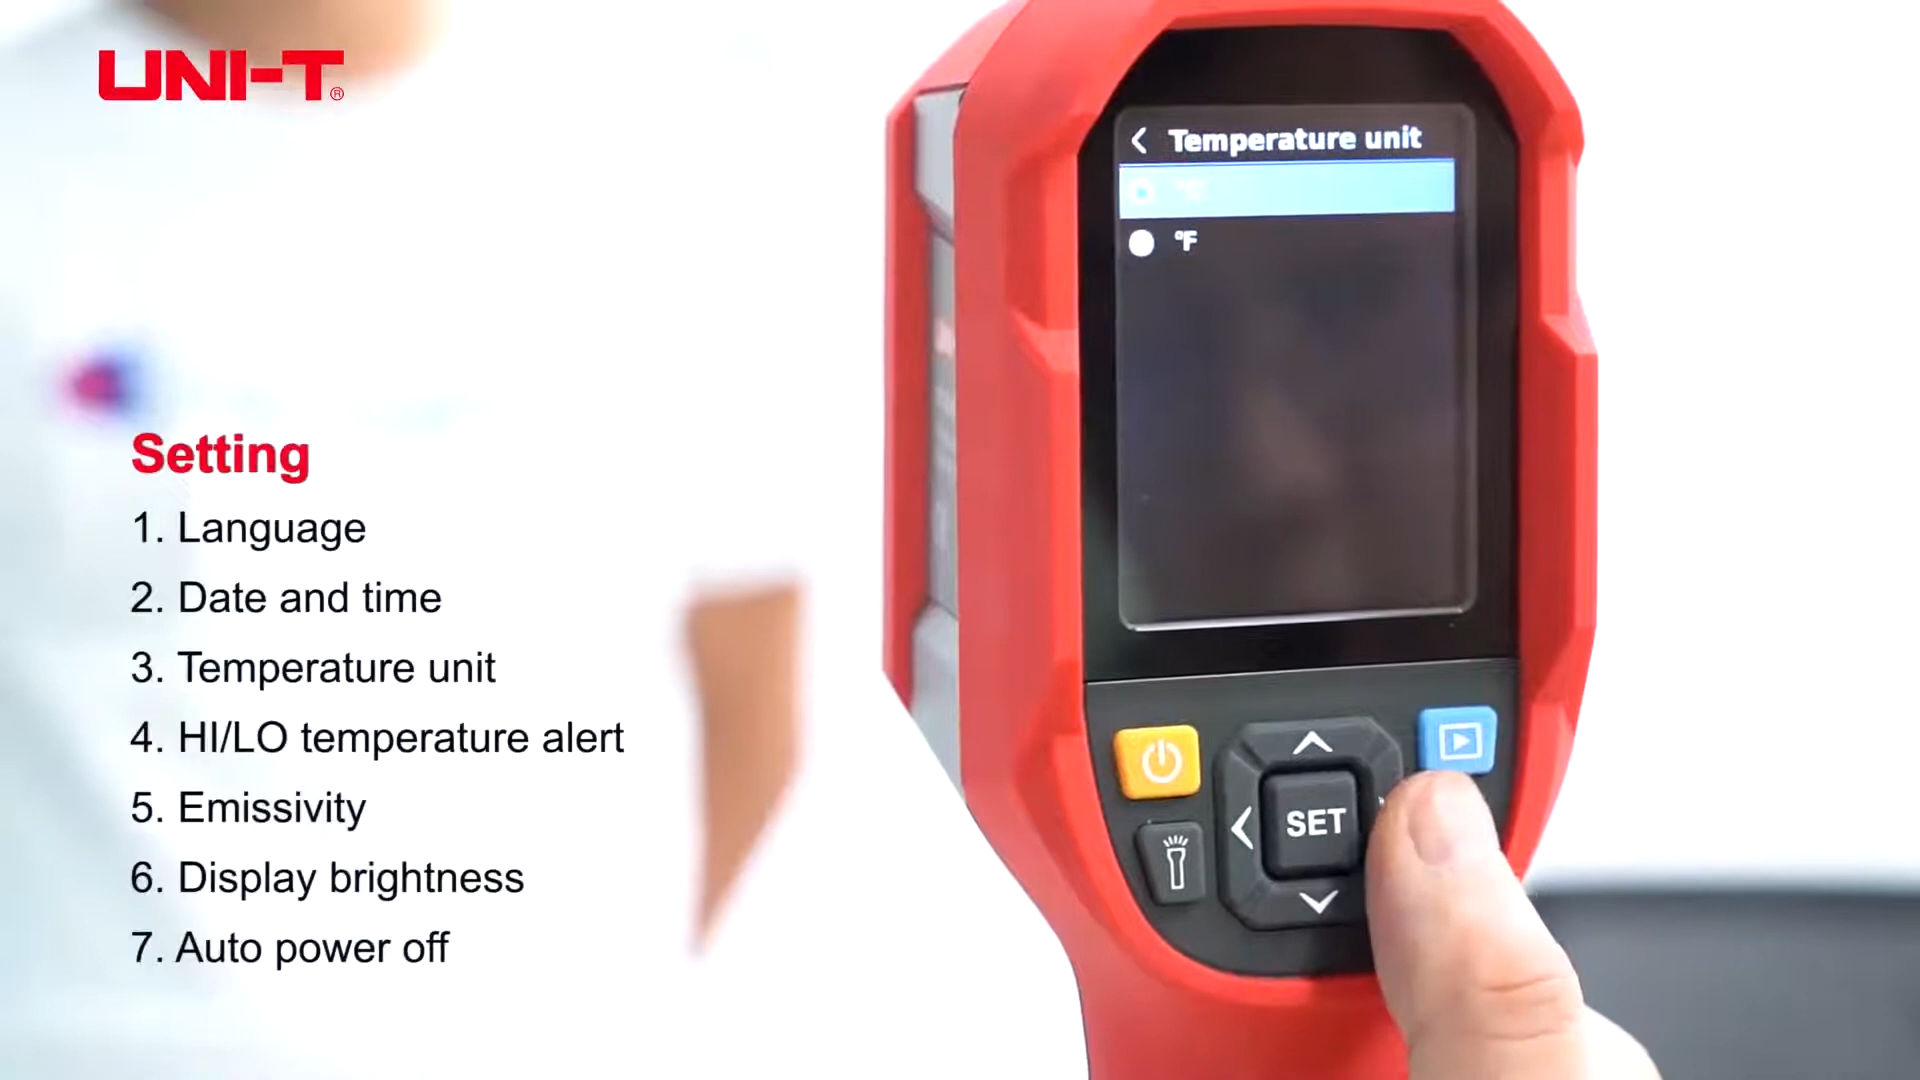 UNI-T®
Temperature unit
°C
°F
SET
Setting
1. Language
2. Date and time
3. Temperature unit
4. HI/LO temperature alert
5. Emissivity
6. Display brightness
7. Auto power off